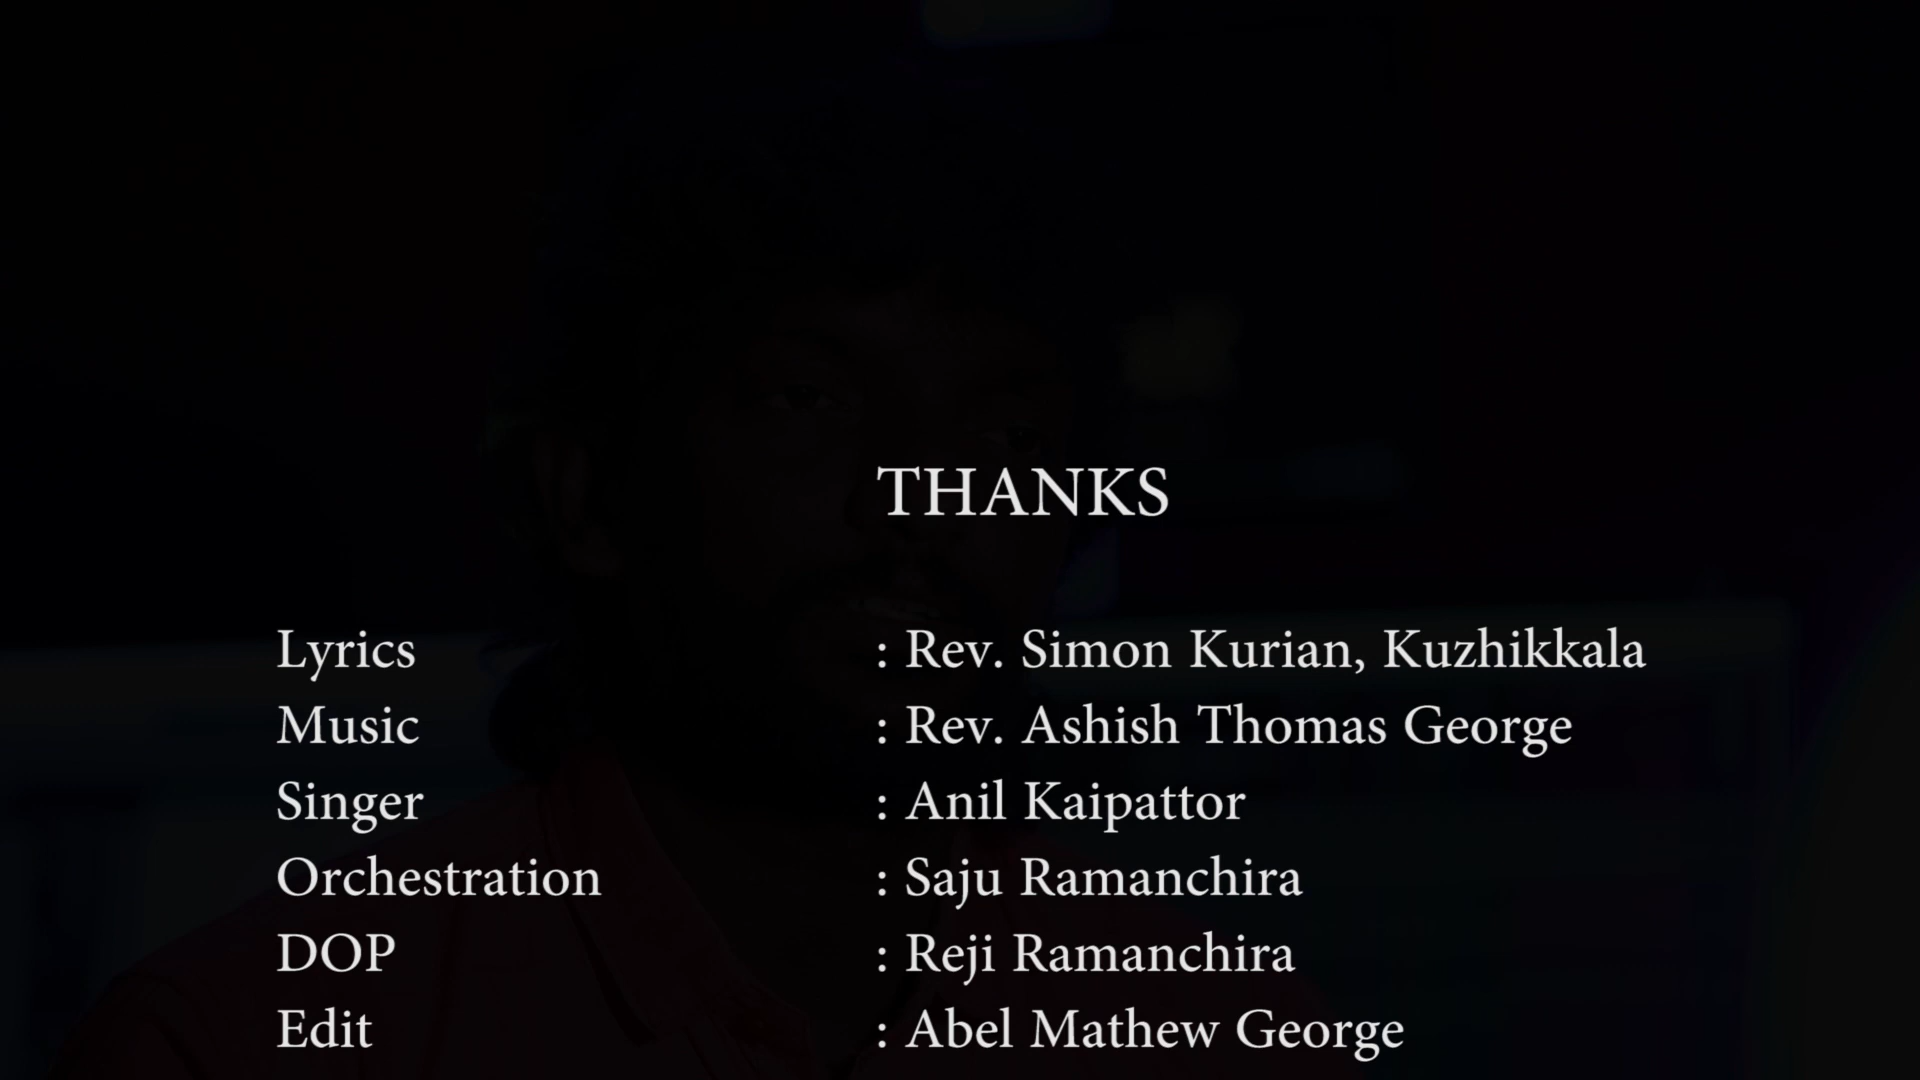 THANKS
Lyrics : Rev. Simon Kurian, Kuzhikkala
Music : Rev. Ashish Thomas George
Singer : Anil Kaipattor
Orchestration : Saju Ramanchira
DOP : Reji Ramanchira
Edit : Abel Mathew George